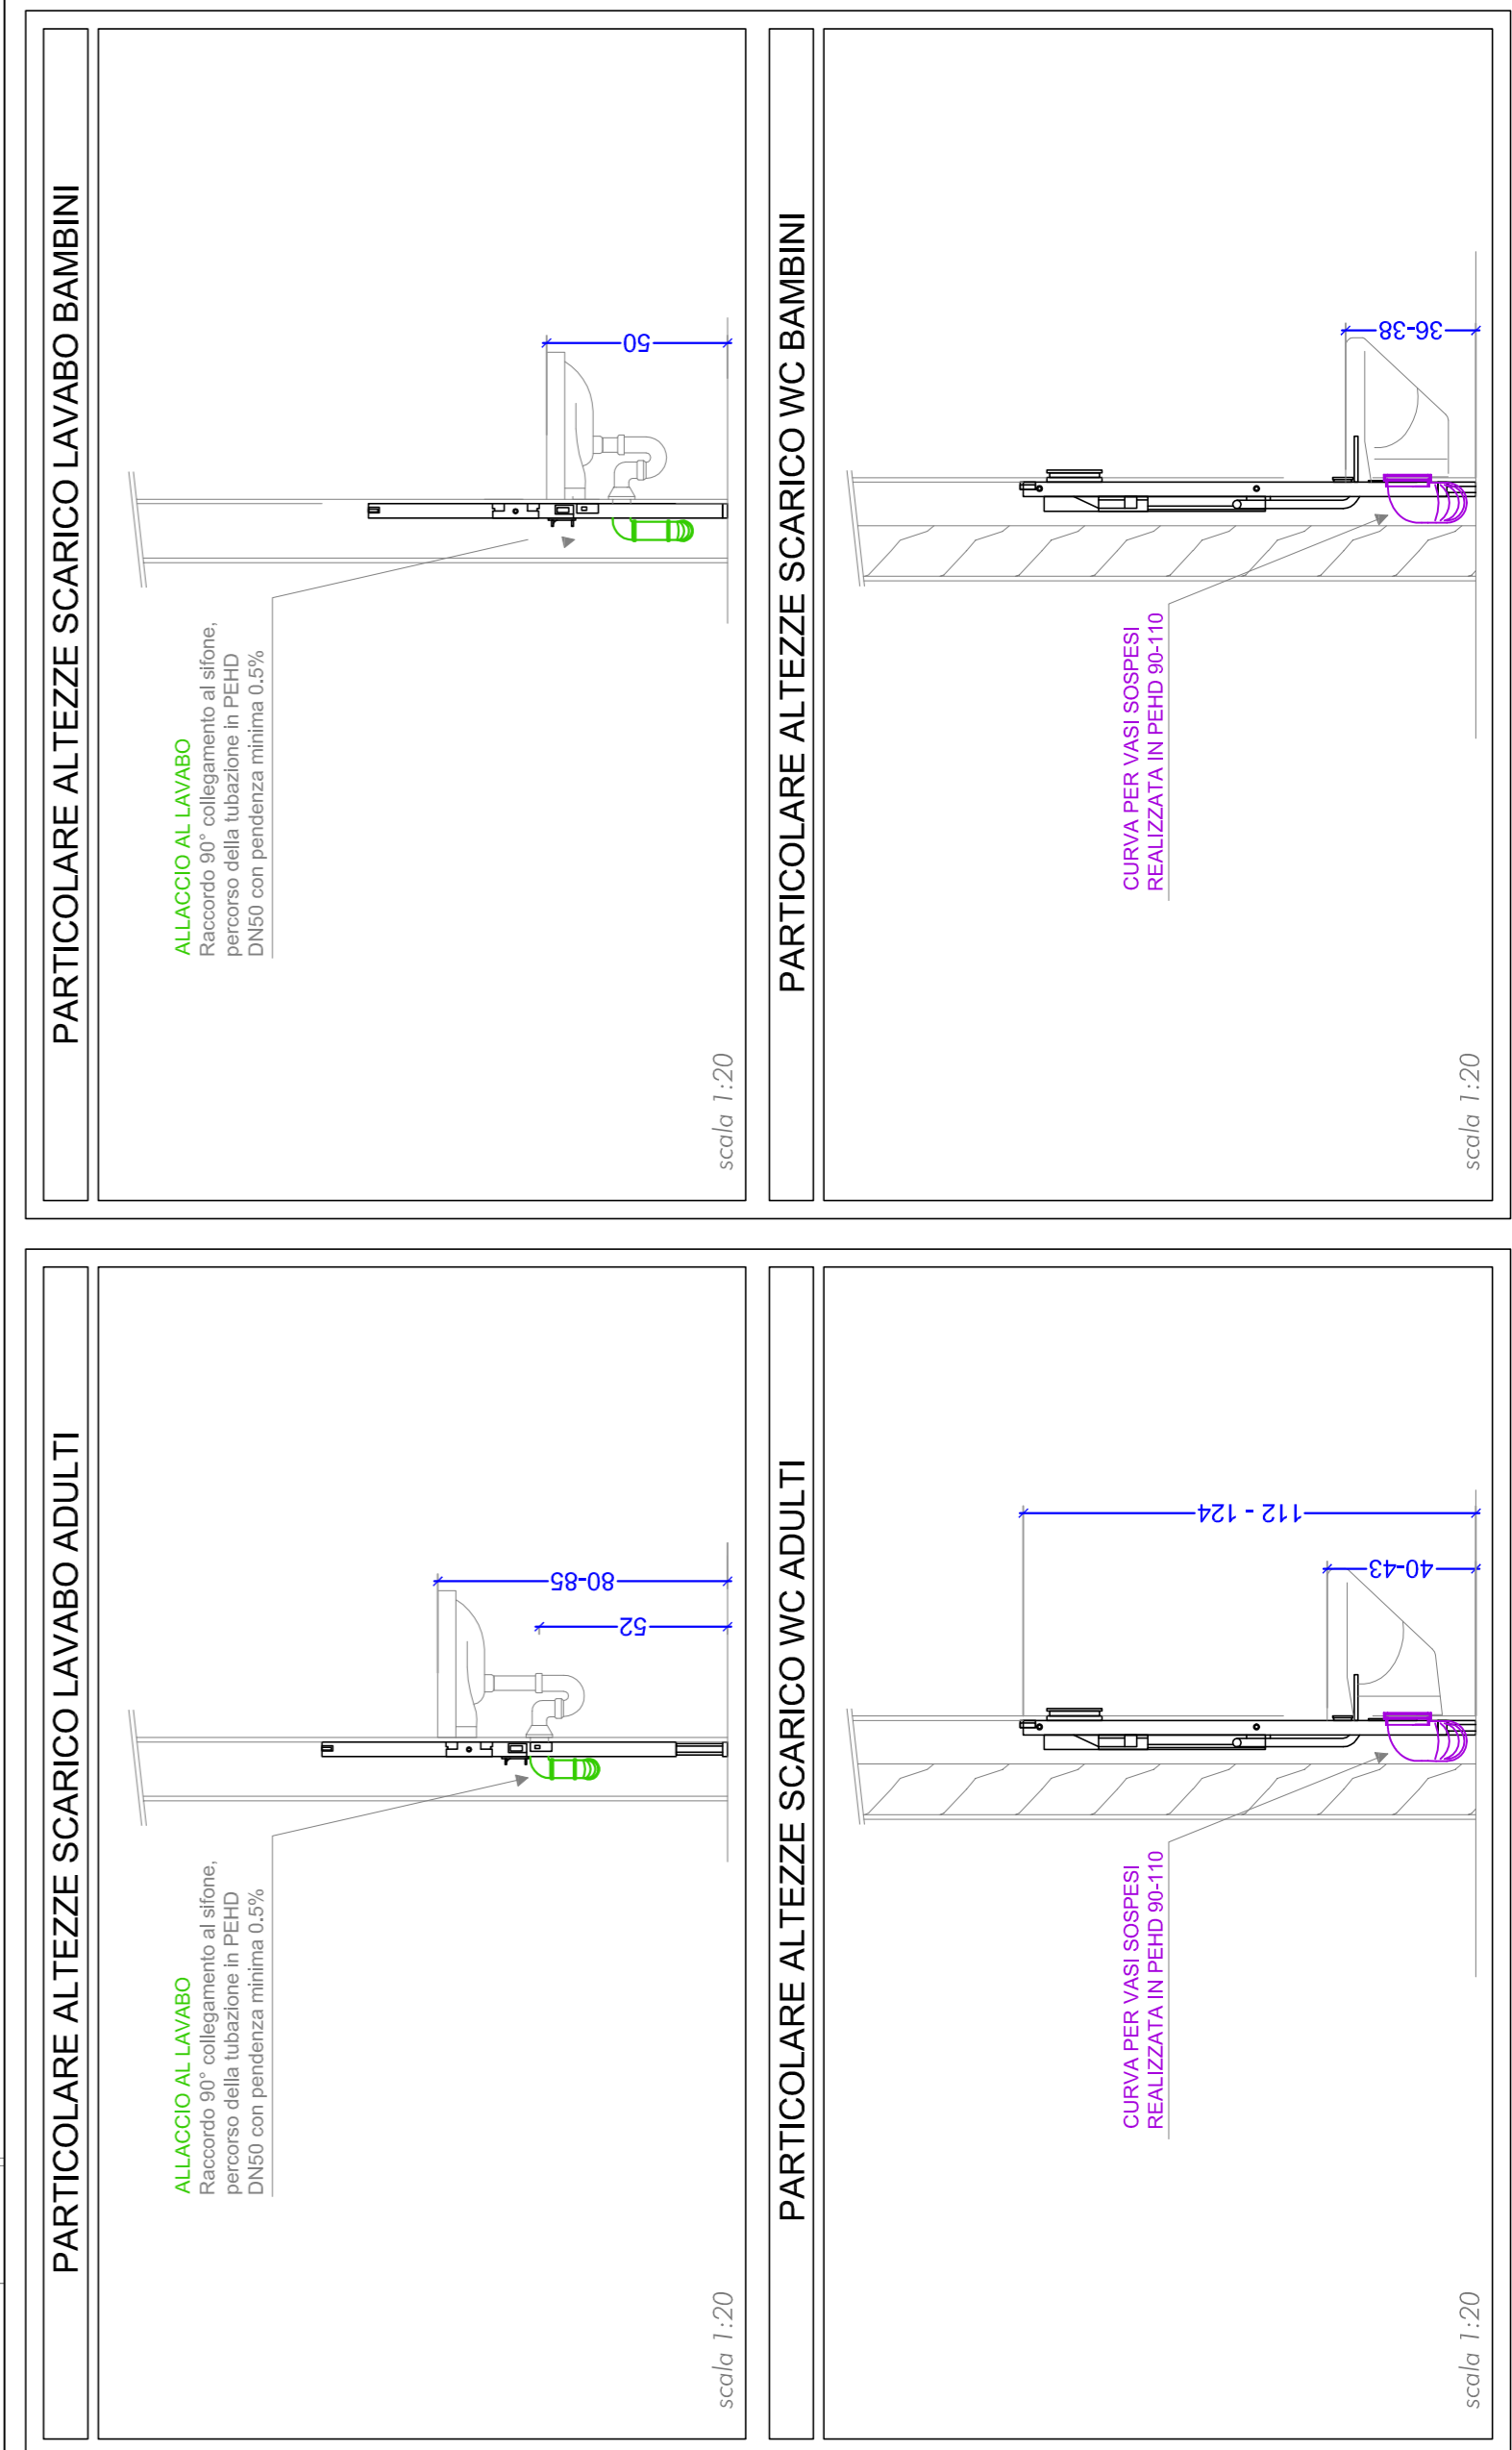 PARTICOLARE ALTEZZE SCARICO LAVABO ADULTI
ALLACCIO AL LAVABO
Raccordo 90° collegamento al sifone,
percorso della tubazione in PEHD
DN50 con pendenza minima 0.5%
80-85
52
scala 1:20
PARTICOLARE ALTEZZE SCARICO WC ADULTI
CURVA PER VASI SOSPESI
REALIZZATA IN PEHD 90-110
112 - 124
40-43
scala 1:20
PARTICOLARE ALTEZZE SCARICO LAVABO BAMBINI
ALLACCIO AL LAVABO
Raccordo 90° collegamento al sifone,
percorso della tubazione in PEHD
DN50 con pendenza minima 0.5%
50
scala 1:20
PARTICOLARE ALTEZZE SCARICO WC BAMBINI
CURVA PER VASI SOSPESI
REALIZZATA IN PEHD 90-110
36-38
scala 1:20